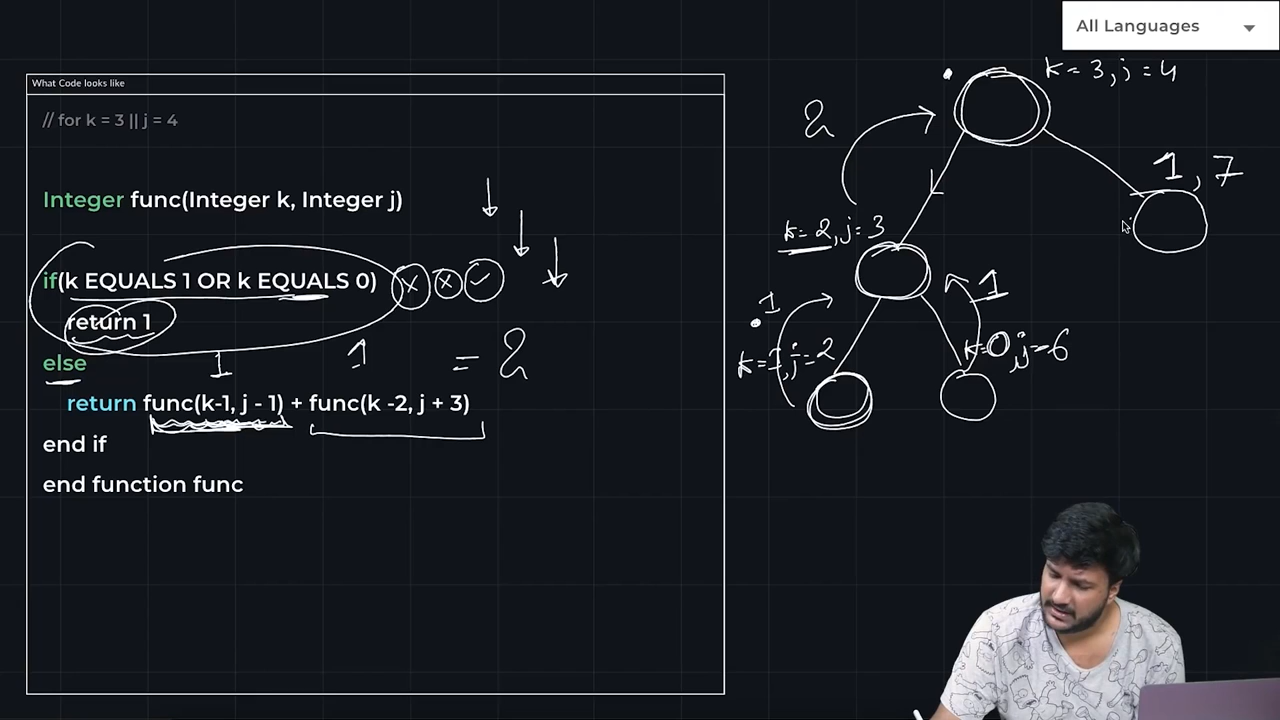 All Languages
What Code looks like
// for k = 3 || j = 4
Integer func(Integer k, Integer j)
if(k EQUALS 1 OR k EQUALS 0)
return 1
else
return func(k-1, j - 1) + func(k -2, j + 3)
end if
end function func
1 1 = 2
k = 3, j = 4
2
1, 7
k = 2, j = 3
1
1
k = 1, j = 2
k = 0, j = 6